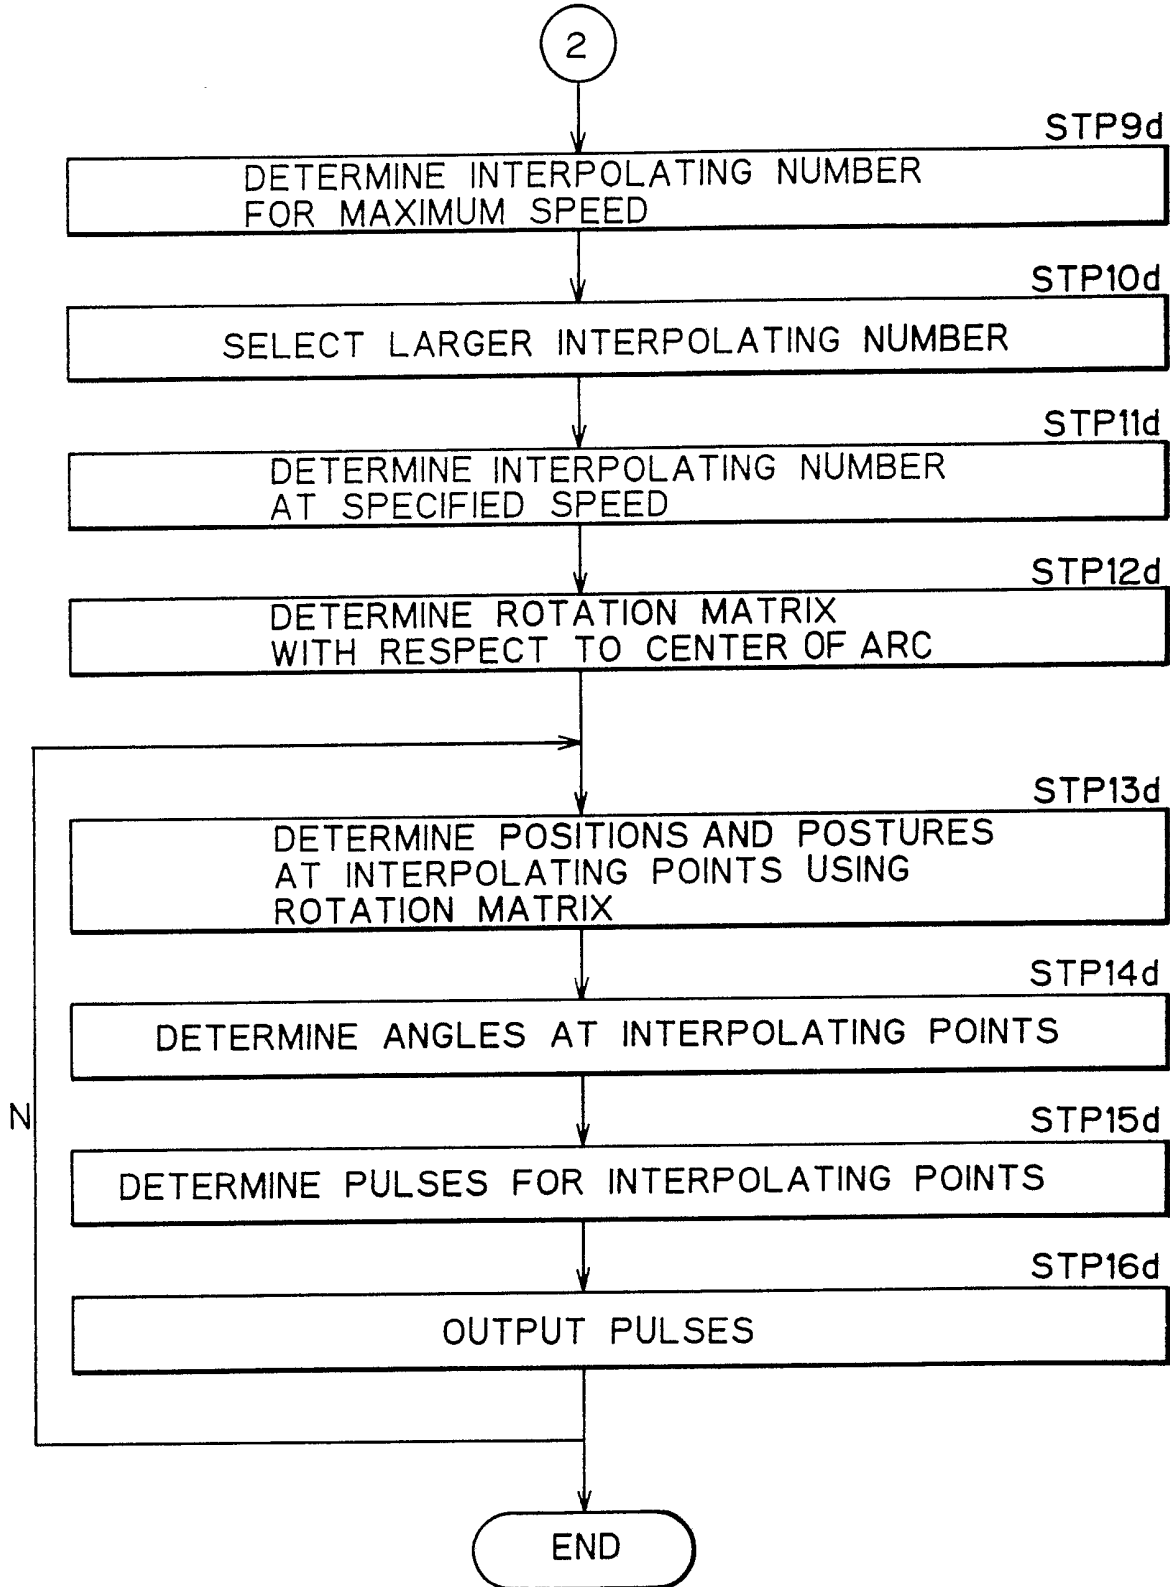 2
STP9d
DETERMINE INTERPOLATING NUMBER
FOR MAXIMUM SPEED
STP10d
SELECT LARGER INTERPOLATING NUMBER
STP11d
DETERMINE INTERPOLATING NUMBER
AT SPECIFIED SPEED
STP12d
DETERMINE ROTATION MATRIX
WITH RESPECT TO CENTER OF ARC
STP13d
DETERMINE POSITIONS AND POSTURES
AT INTERPOLATING POINTS USING
ROTATION MATRIX
STP14d
DETERMINE ANGLES AT INTERPOLATING POINTS
N
STP15d
DETERMINE PULSES FOR INTERPOLATING POINTS
STP16d
OUTPUT PULSES
END